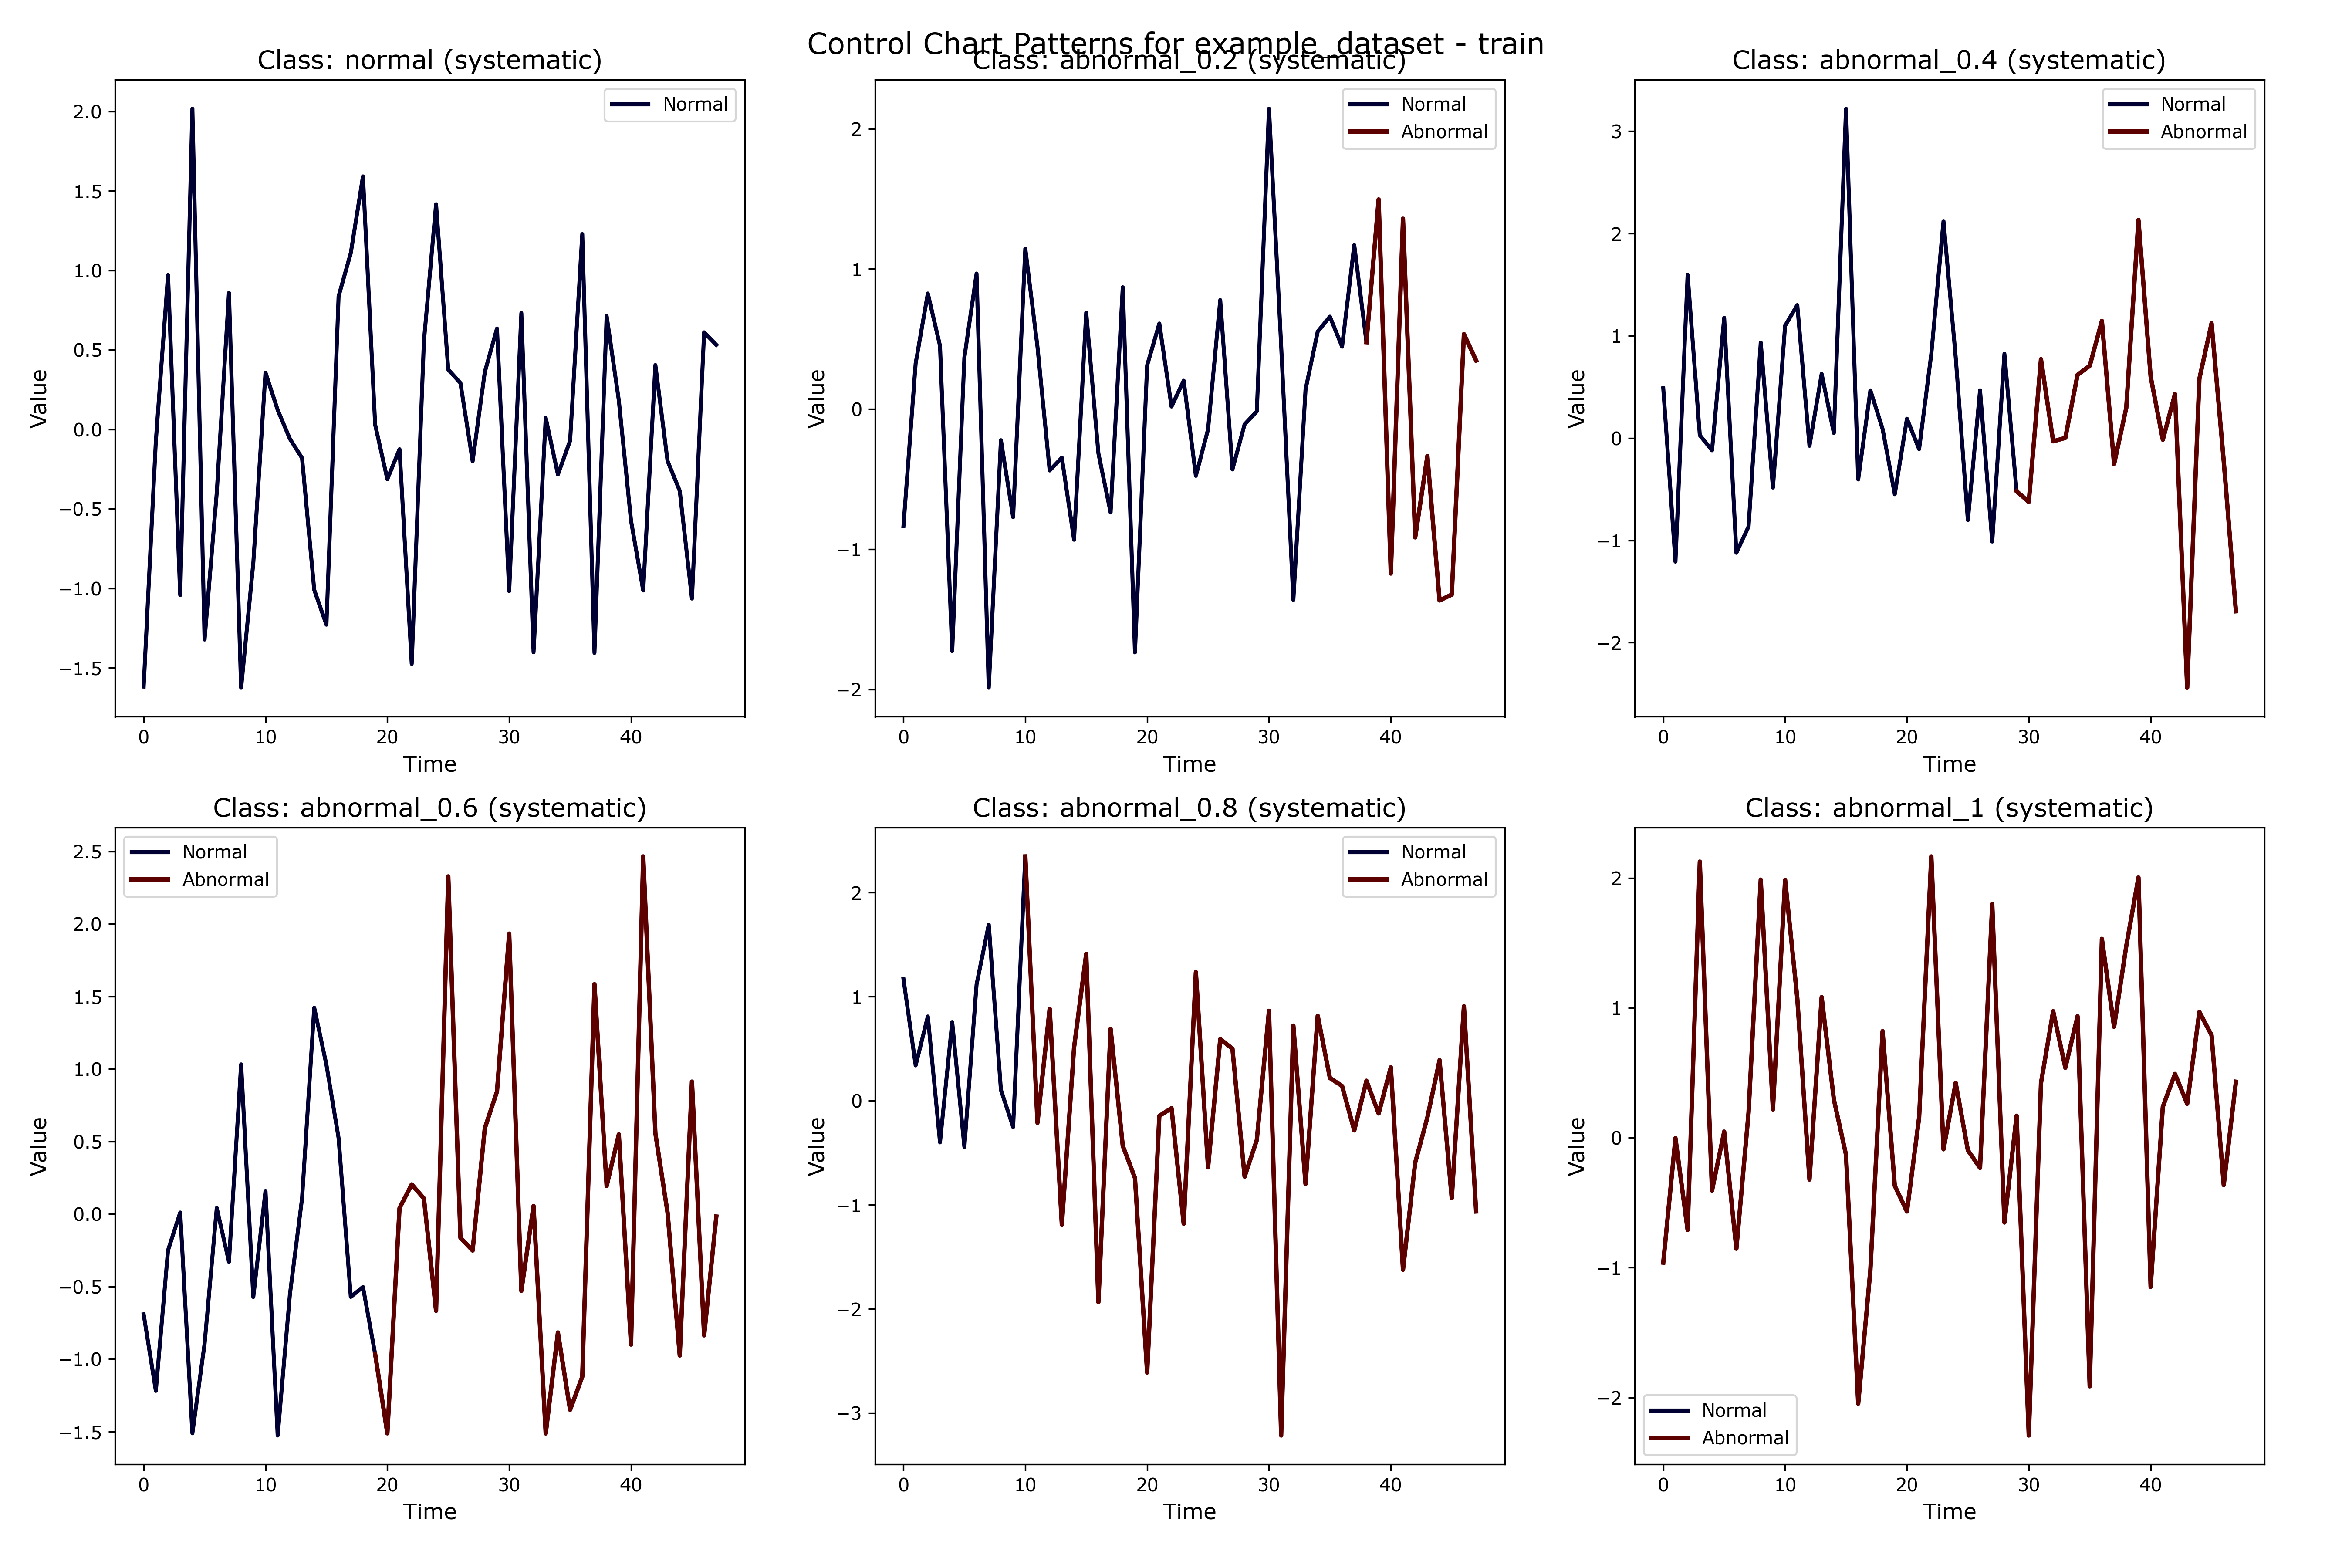 Control Chart Patterns for example_dataset - train
Class: normal (systematic)
Normal
2.0
1.5
1.0
0.5
0.0
−0.5
−1.0
−1.5
Value
0 10 20 30 40
Time
Class: abnormal_0.2 (systematic)
Normal
Abnormal
2
1
0
−1
−2
Value
0 10 20 30 40
Time
Class: abnormal_0.4 (systematic)
Normal
Abnormal
3
2
1
0
−1
−2
Value
0 10 20 30 40
Time
Class: abnormal_0.6 (systematic)
Normal
Abnormal
2.5
2.0
1.5
1.0
0.5
0.0
−0.5
−1.0
−1.5
Value
0 10 20 30 40
Time
Class: abnormal_0.8 (systematic)
Normal
Abnormal
2
1
0
−1
−2
−3
Value
0 10 20 30 40
Time
Class: abnormal_1 (systematic)
2
1
0
−1
−2
Value
Normal
Abnormal
0 10 20 30 40
Time